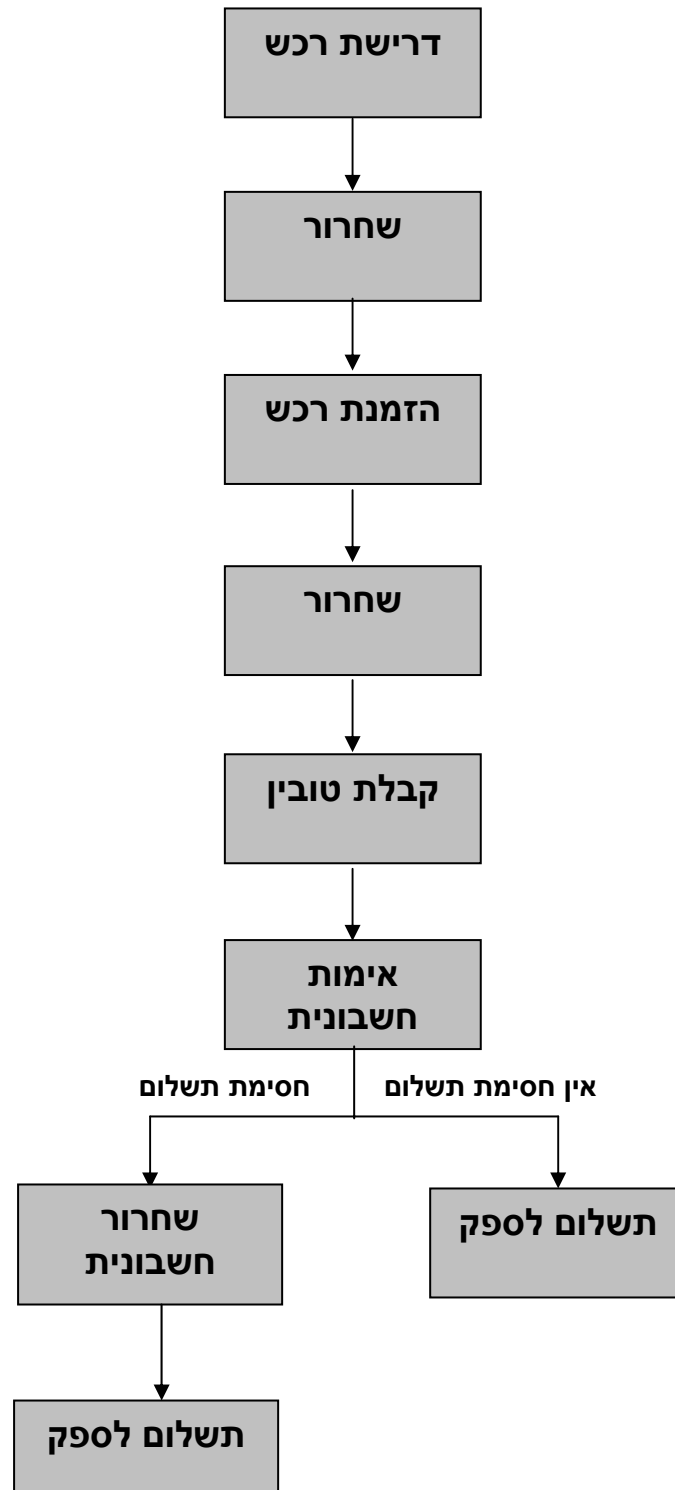 דרישת רכש
שחרור
הזמנת רכש
שחרור
קבלת טובין
אימות
חשבונית
אין חסימת תשלום
חסימת תשלום
תשלום לספק
שחרור
חשבונית
תשלום לספק